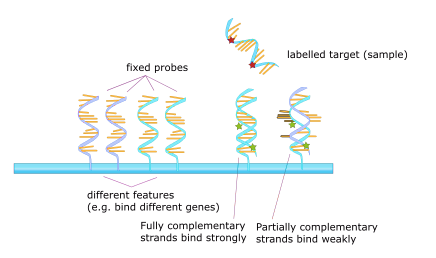 labelled target (sample)
fixed probes
different features
(e.g. bind different genes)
Fully complementary
strands bind strongly
Partially complementary
strands bind weakly